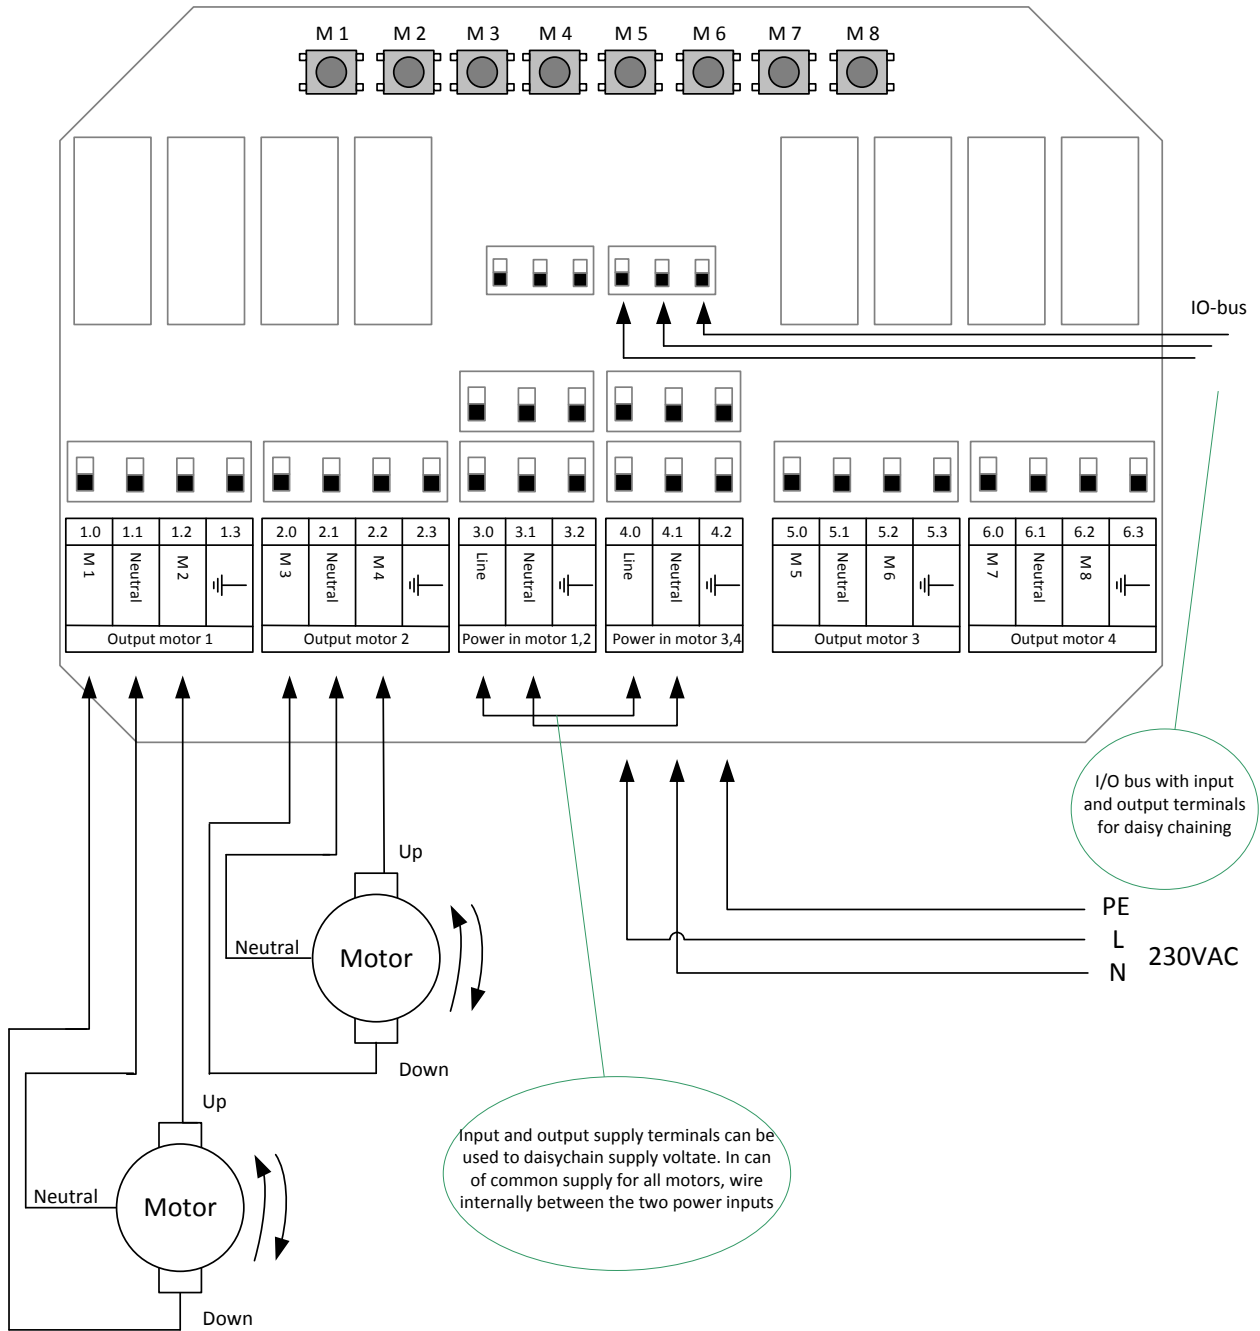 M 1 M 2 M 3 M 4 M 5 M 6 M 7 M 8
IO-bus
1.0 1.1 1.2 1.3 2.0 2.1 2.2 2.3 3.0 3.1 3.2 4.0 4.1 4.2 5.0 5.1 5.2 5.3 6.0 6.1 6.2 6.3
M 1 Neutral M 2 M 3 Neutral M 4 Line Neutral Line Neutral M 5 Neutral M 6 M 7 Neutral M 8
Output motor 1 Output motor 2 Power in motor 1,2 Power in motor 3,4 Output motor 3 Output motor 4
I/O bus with input
and output terminals
for daisy chaining
Up
Neutral
Motor
Down
PE
L
N
230VAC
Up
Neutral
Motor
Down
Input and output supply terminals can be
used to daisychain supply voltate. In can
of common supply for all motors, wire
internally between the two power inputs